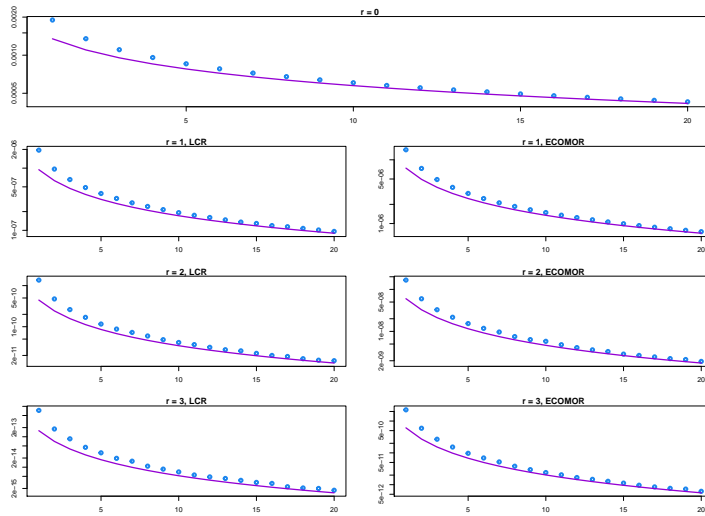 r = 0
0.0020
0.0010
0.0005
5 10 15 20
r = 1, LCR
2e−06
5e−07
1e−07
5 10 15 20
r = 1, ECOMOR
5e−06
1e−06
5 10 15 20
r = 2, LCR
5e−10
1e−10
2e−11
5 10 15 20
r = 2, ECOMOR
5e−08
1e−08
2e−09
5 10 15 20
r = 3, LCR
2e−13
2e−14
2e−15
5 10 15 20
r = 3, ECOMOR
5e−10
5e−11
5e−12
5 10 15 20